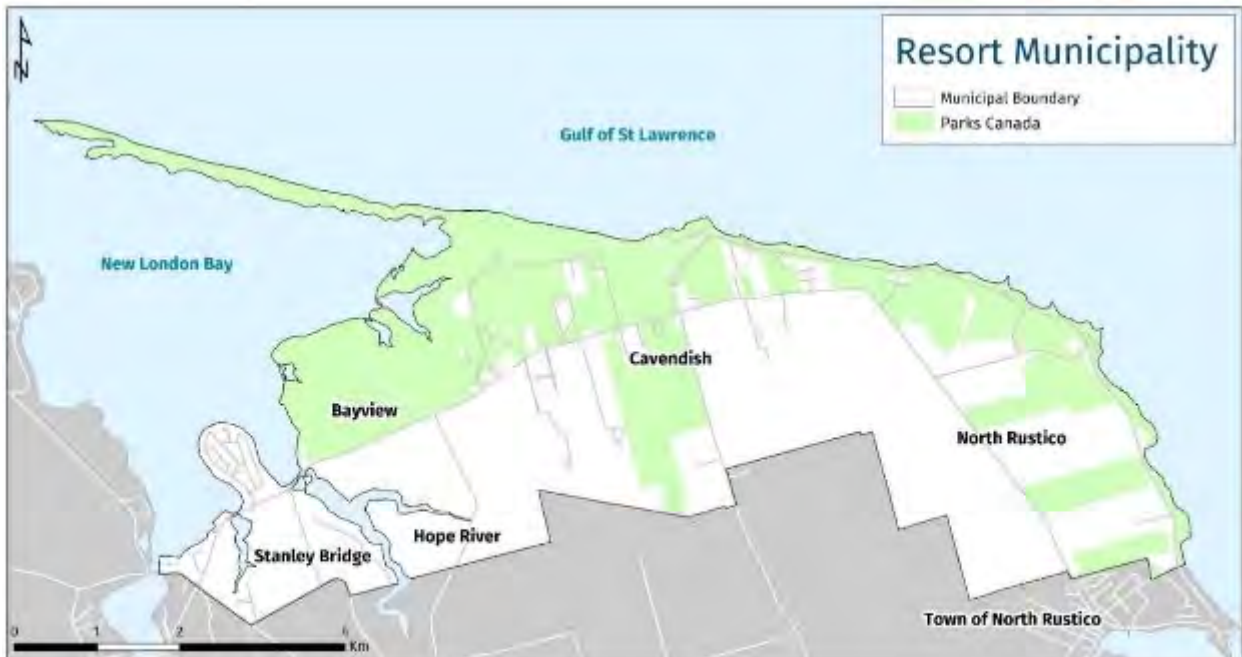 N
Resort Municipality
Municipal Boundary
Parks Canada
Gulf of St Lawrence
New London Bay
Cavendish
Bayview
North Rustico
Hope River
Stanley Bridge
Town of North Rustico
0 1 2 4
Km